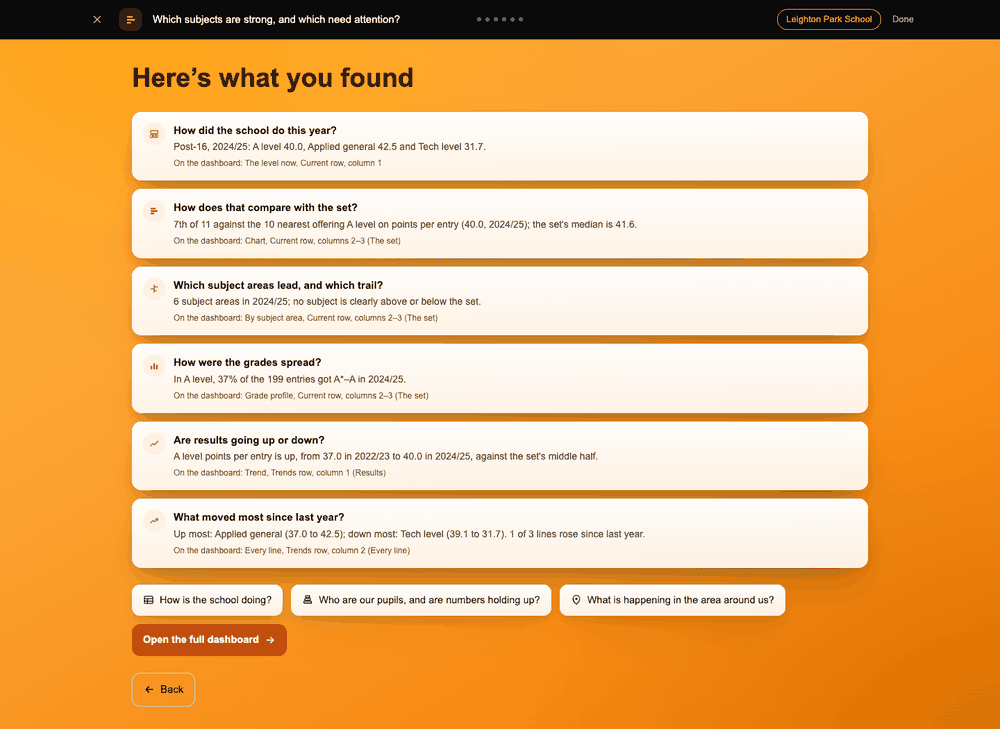 Which subjects are strong, and which need attention?
Leighton Park School
Done
Here's what you found
How did the school do this year?
Post-16, 2024/25: A level 40.0, Applied general 42.5 and Tech level 31.7.
On the dashboard: The level now. Current row, column 1
How does that compare with the set?
7th of 11 against the 10 nearest offering A level on points per entry (40.0, 2024/25); the set's median is 41.6.
On the dashboard: Chart, Current row, columns 2–3 (The set)
Which subject areas lead, and which trail?
6 subject areas in 2024/25; no subject is clearly above or below the set.
On the dashboard: By subject area, Current row, columns 2–3 (The set)
How were the grades spread?
In A level, 37% of the 199 entries got A*–A in 2024/25.
On the dashboard: Grade profile, Current row, columns 2–3 (The set)
Are results going up or down?
A level points per entry is up, from 37.0 in 2022/23 to 40.0 in 2024/25, against the set's middle half.
On the dashboard: Trend, Trends row, column 1 (Results)
What moved most since last year?
Up most: Applied general (37.0 to 42.5); down most: Tech level (39.1 to 31.7). 1 of 3 lines rose since last year.
On the dashboard: Every line, Trends row, column 2 (Every line)
How is the school doing?
Who are our pupils, and are numbers holding up?
What is happening in the area around us?
Open the full dashboard →
← Back